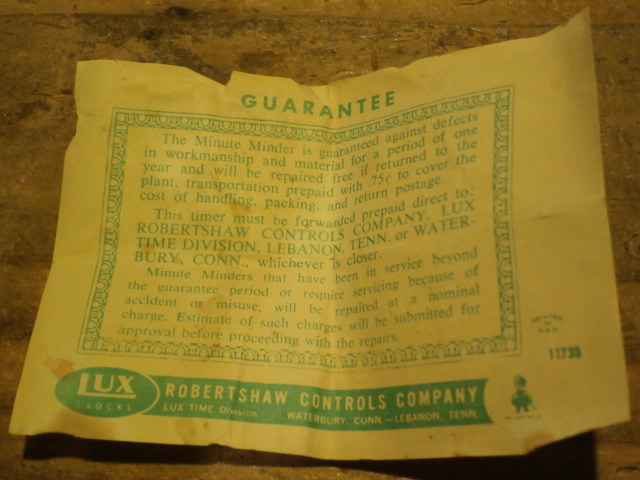 GUARANTEE
The Minute Minder is guaranteed against defects
in workmanship and material for a period of one
year and will be repaired free if returned to the
plant, transportation prepaid with .75¢ to cover the
cost of handling, packing, and return postage.
This timer must be forwarded prepaid direct to:
ROBERTSHAW CONTROLS COMPANY, LUX
TIME DIVISION, LEBANON, TENN. or WATER-
BURY, CONN., whichever is closer.
Minute Minders that have been in service beyond
the guarantee period or require servicing because of
accident or misuse, will be repaired at a nominal
charge. Estimate of such charges will be submitted for
approval before proceeding with the repairs.
PRINTED
IN
U.S.A.
1173S
LUX
CLOCKS
ROBERTSHAW CONTROLS COMPANY
LUX TIME Division WATERBURY, CONN.—LEBANON, TENN.